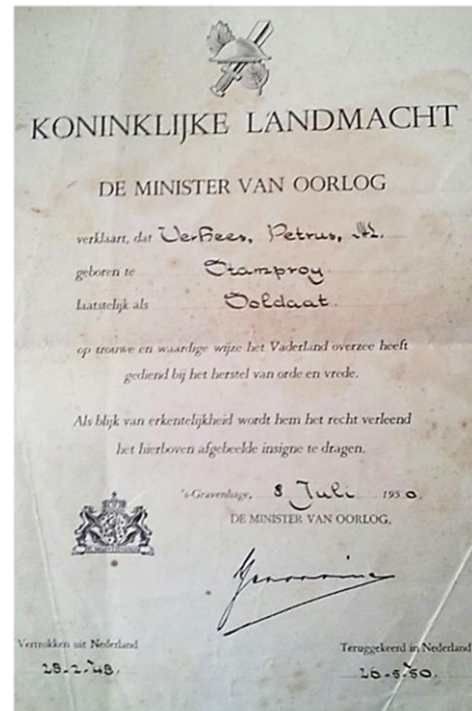 KONINKLIJKE LANDMACHT
DE MINISTER VAN OORLOG
verklaart, dat Verhees, Petrus, M.
geboren te Stamproy
laatstelijk als Soldaat.
op trouwe en waardige wijze het Vaderland overzee heeft
gediend bij het herstel van orde en vrede.
Als blijk van erkentelijkheid wordt hem het recht verleend
het hierboven afgebeelde insigne te dragen.
's-Gravenhage, 8 Juli 1950.
DE MINISTER VAN OORLOG,
Vertrokken uit Nederland
Teruggekeerd in Nederland
28-2-'48.
26-5-'50.